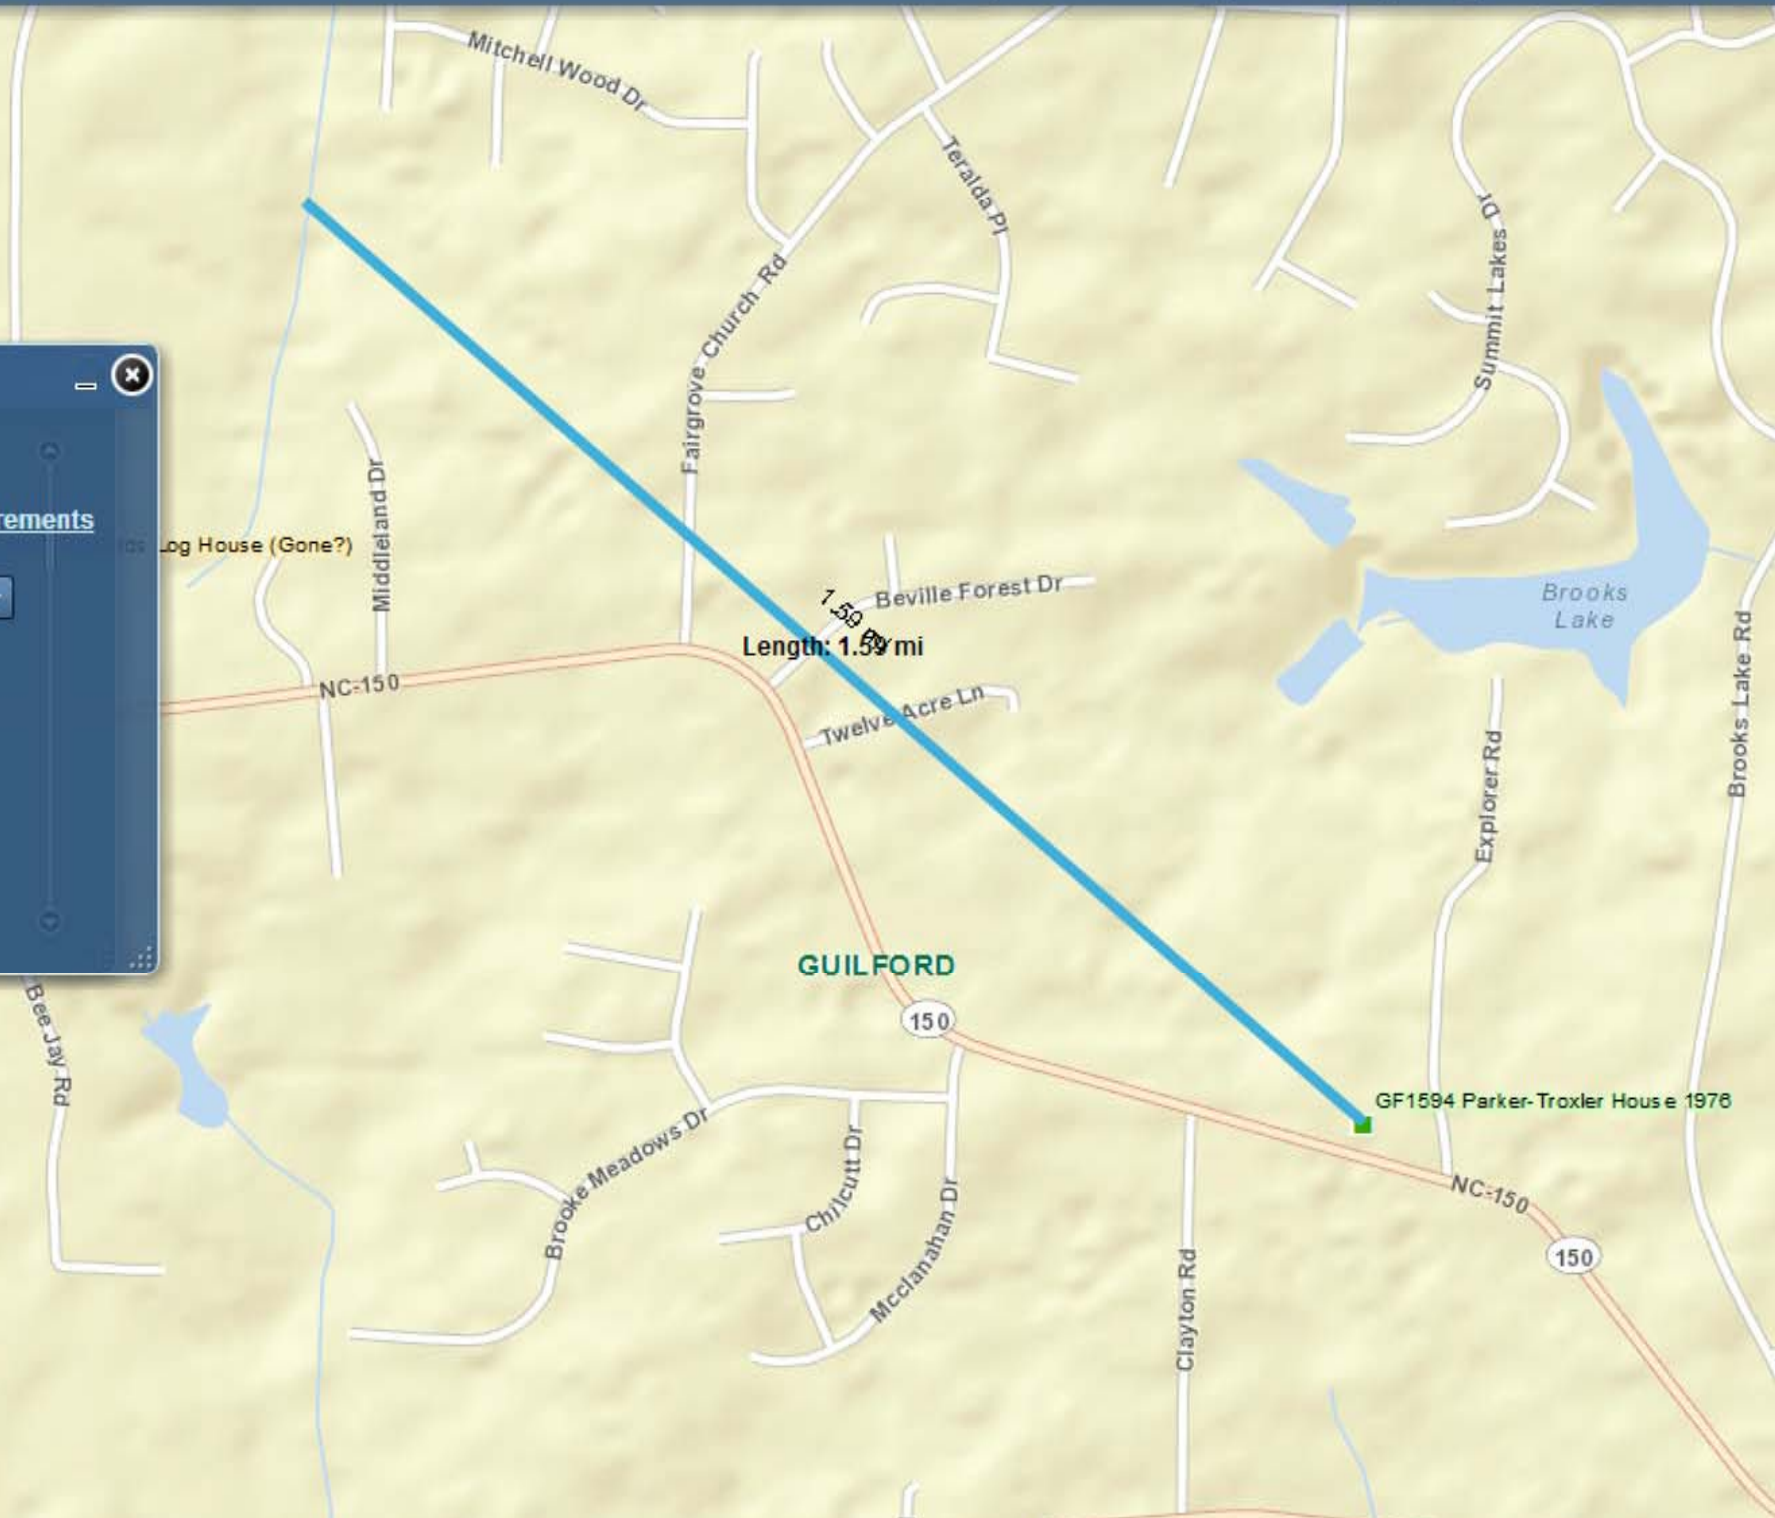 Mitchell Wood Dr
Teralda Pl
Summit Lakes Dr
Fairgrove Church Rd
Middleland Dr
rements
Log House (Gone?)
Beville Forest Dr
1.59
Length: 1.59 mi
Brooks
Lake
Brooks Lake Rd
NC-150
Twelve Acre Ln
Explorer Rd
GUILFORD
150
Bee Jay Rd
GF1594 Parker-Troxler House 1976
Brooke Meadows Dr
Chilcutt Dr
Mcclanahan Dr
NC-150
150
Clayton Rd